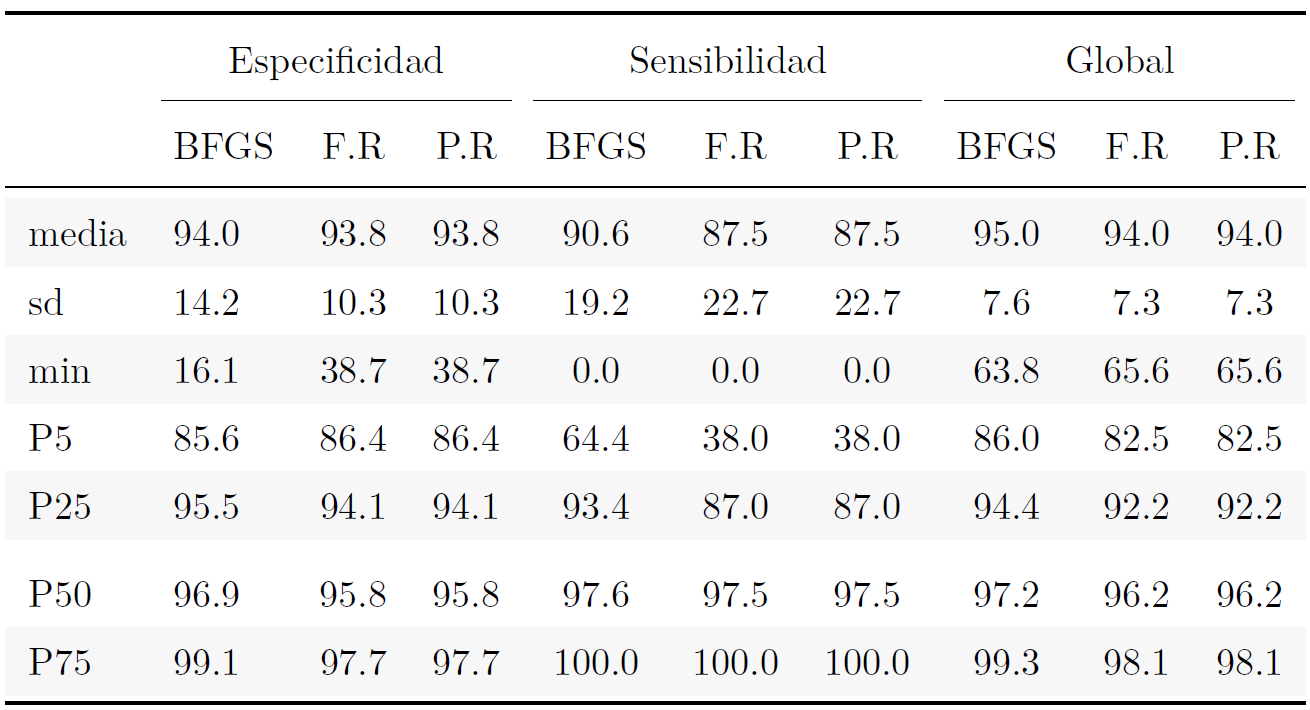 Especificidad Sensibilidad Global
BFGS F.R P.R BFGS F.R P.R BFGS F.R P.R
media 94.0 93.8 93.8 90.6 87.5 87.5 95.0 94.0 94.0
sd 14.2 10.3 10.3 19.2 22.7 22.7 7.6 7.3 7.3
min 16.1 38.7 38.7 0.0 0.0 0.0 63.8 65.6 65.6
P5 85.6 86.4 86.4 64.4 38.0 38.0 86.0 82.5 82.5
P25 95.5 94.1 94.1 93.4 87.0 87.0 94.4 92.2 92.2
P50 96.9 95.8 95.8 97.6 97.5 97.5 97.2 96.2 96.2
P75 99.1 97.7 97.7 100.0 100.0 100.0 99.3 98.1 98.1